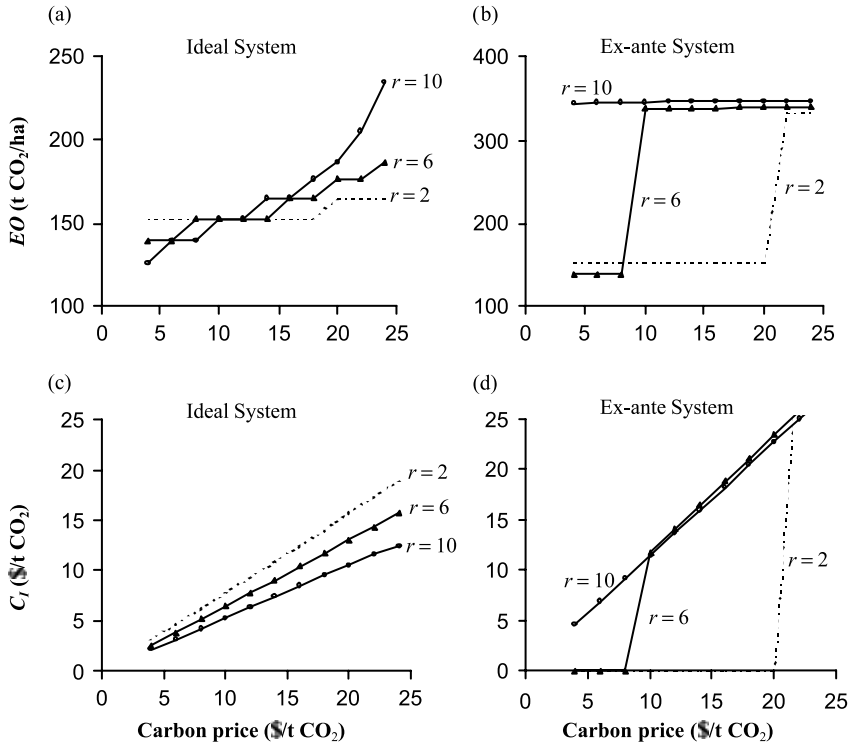 (a)
Ideal System
250
200
150
100
0
5
10
15
20
25
r = 10
r = 6
r = 2
EO (t CO₂/ha)
(b)
Ex-ante System
400
300
200
100
0
5
10
15
20
25
r = 10
r = 6
r = 2
(c)
Ideal System
25
20
15
10
5
0
0
5
10
15
20
25
r = 2
r = 6
r = 10
C_I ($/t CO₂)
Carbon price ($/t CO₂)
(d)
Ex-ante System
25
20
15
10
5
0
0
5
10
15
20
25
r = 10
r = 6
r = 2
Carbon price ($/t CO₂)